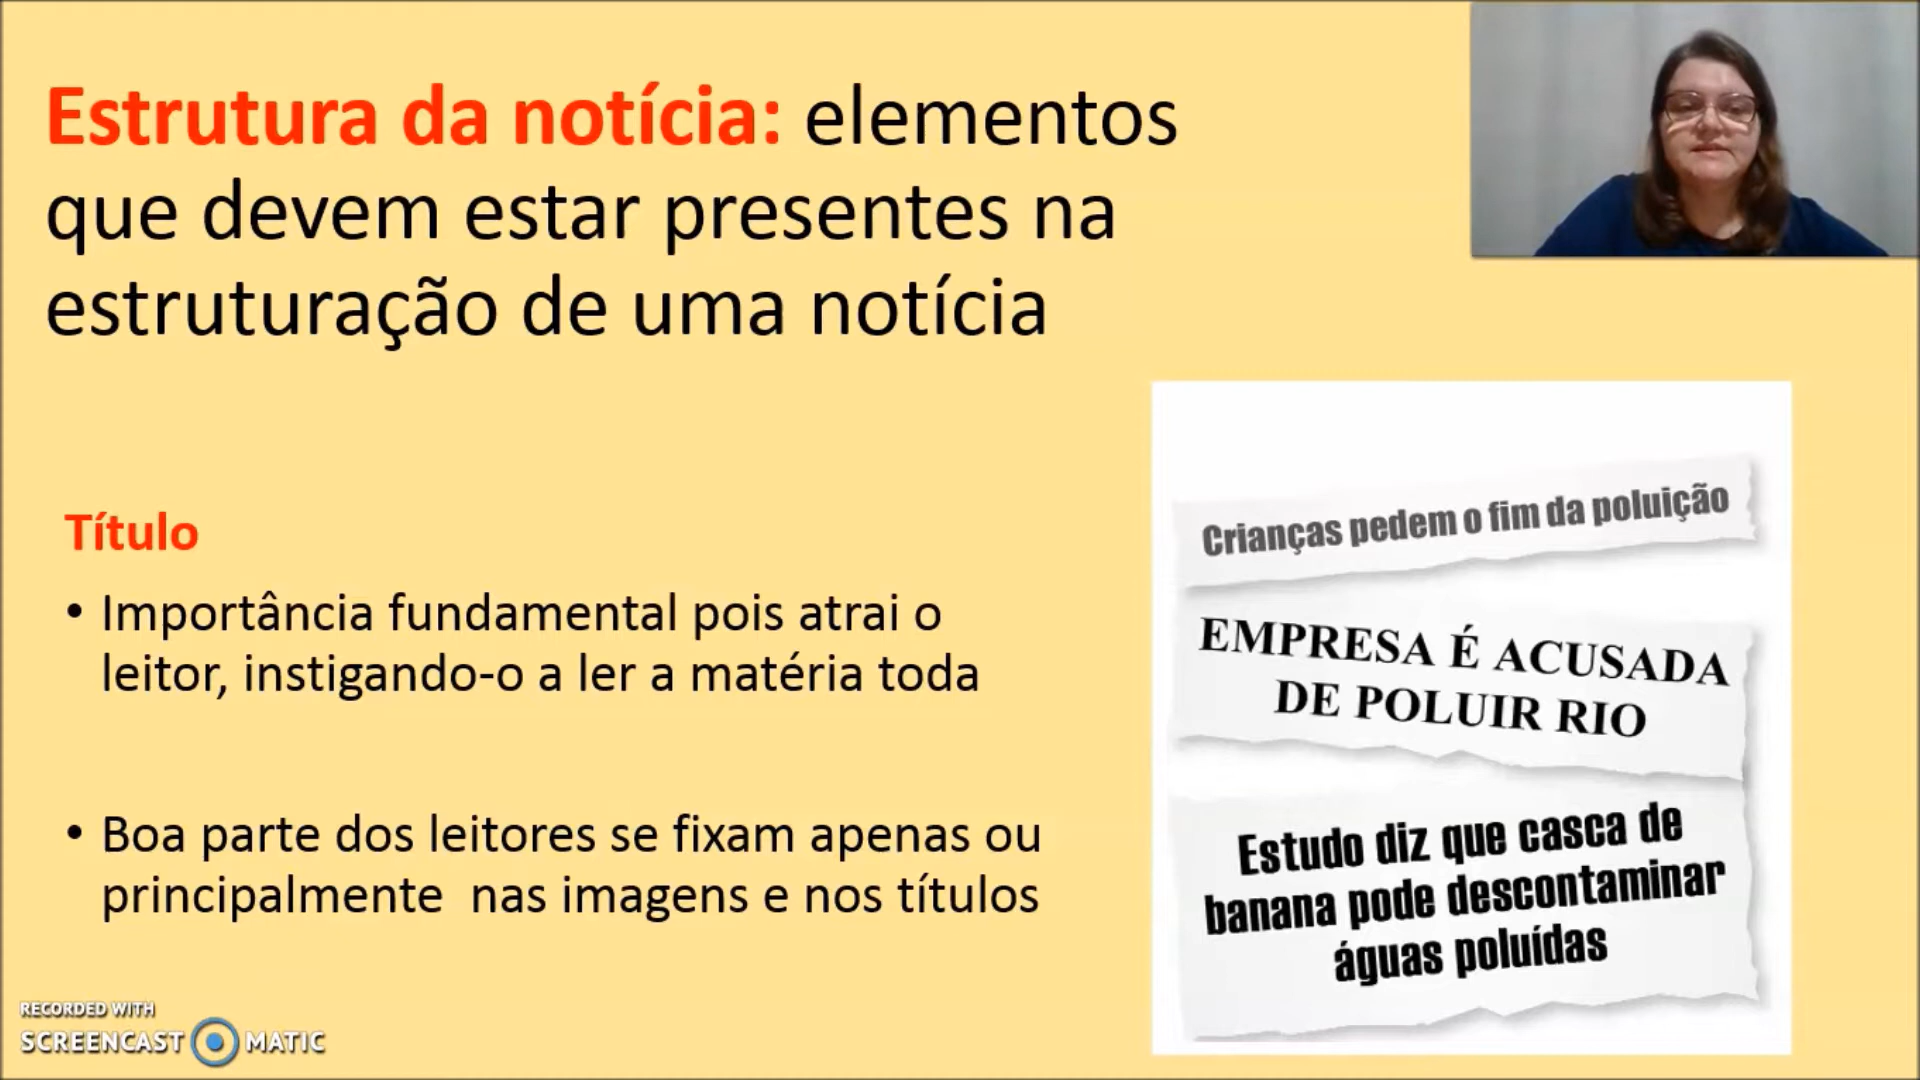 Estrutura da notícia: elementos
que devem estar presentes na
estruturação de uma notícia
Título
• Importância fundamental pois atrai o
leitor, instigando-o a ler a matéria toda
• Boa parte dos leitores se fixam apenas ou
principalmente nas imagens e nos títulos
Crianças pedem o fim da poluição
EMPRESA É ACUSADA
DE POLUIR RIO
Estudo diz que casca de
banana pode descontaminar
águas poluídas
RECORDED WITH
SCREENCAST MATIC